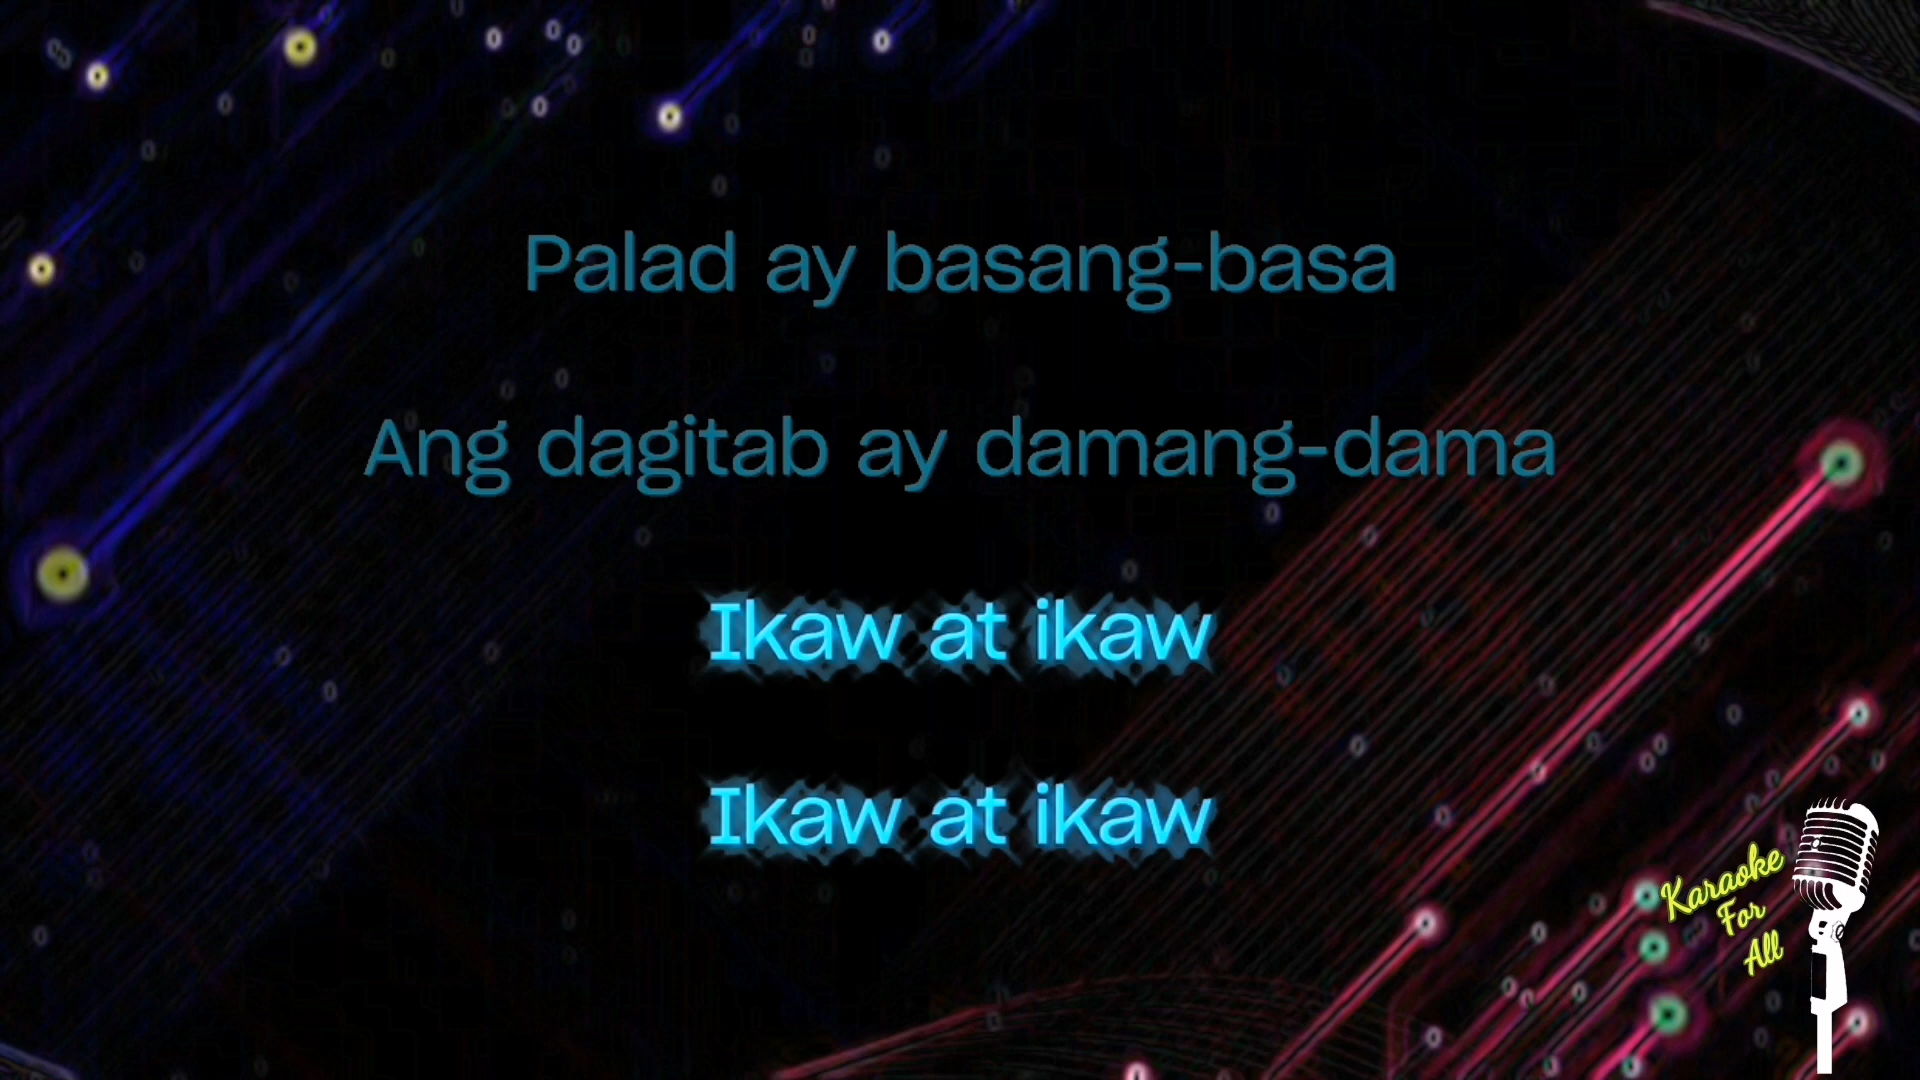 Palad ay basang-basa
Ang dagitab ay damang-dama
Ikaw at ikaw
Ikaw at ikaw
Karaoke
For
All